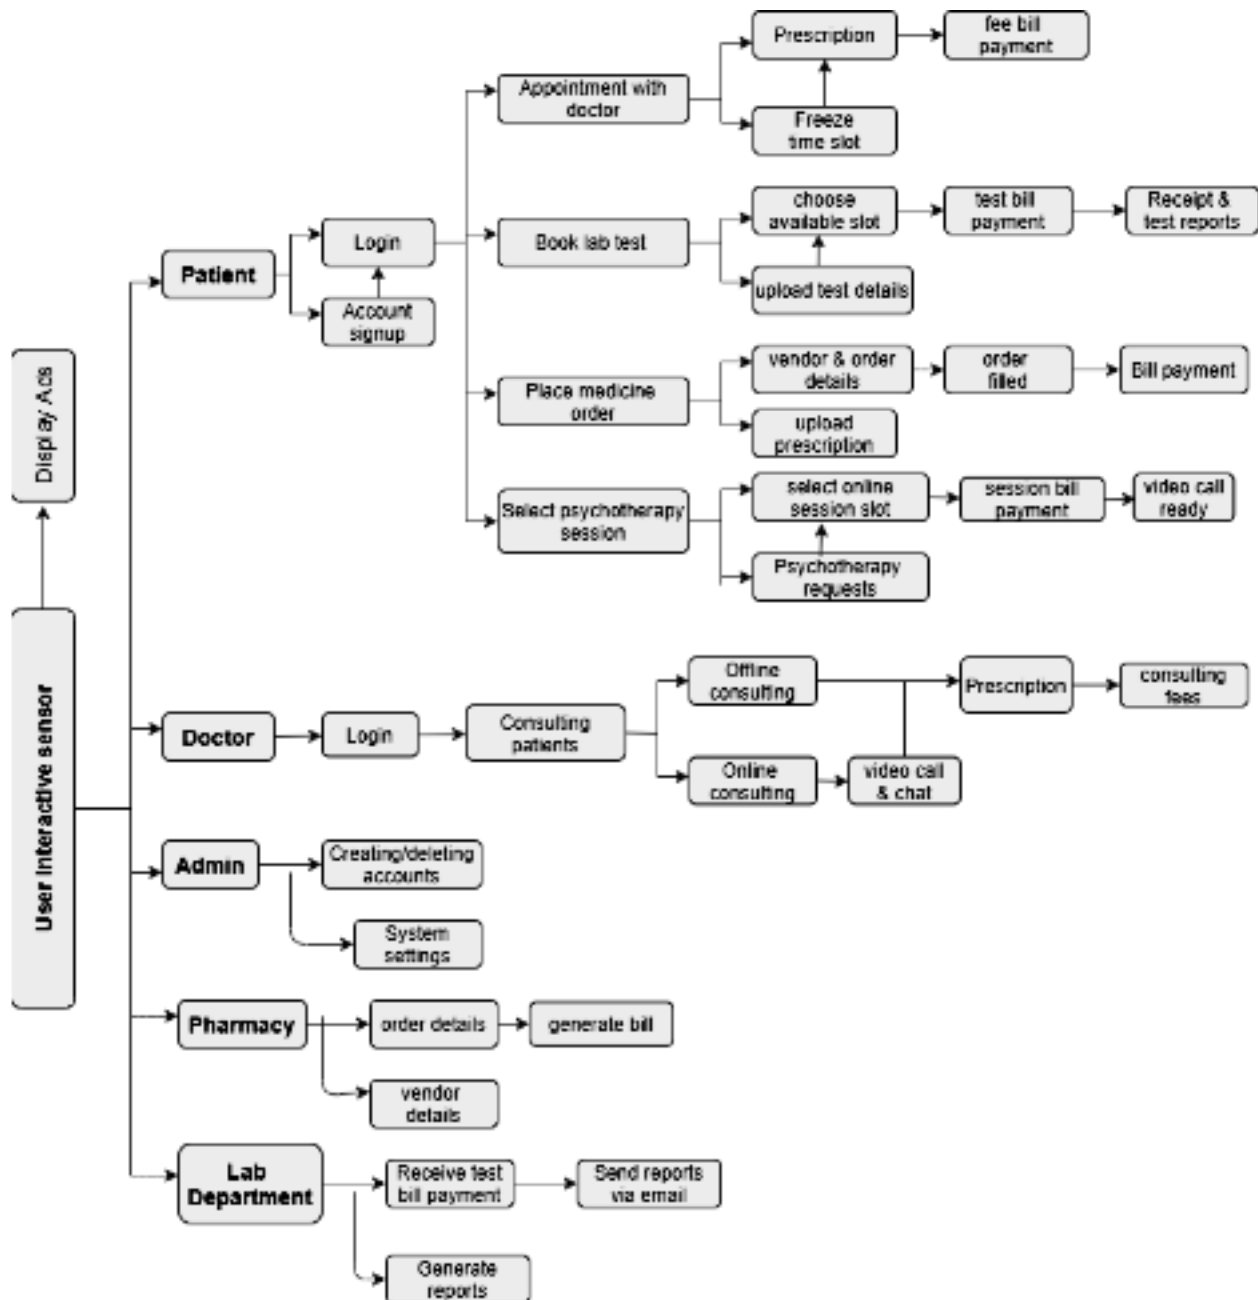 Prescription
fee bill
payment
Appointment with
doctor
Freeze
time slot
choose
available slot
test bill
payment
Receipt &
test reports
Login
Book lab test
Patient
upload test details
Account
signup
Display Acs
vendor & order
details
order
filled
Bill payment
Place medicine
order
upload
prescription
select online
session slot
session bill
payment
video call
ready
Select psychotherapy
session
Psychotherapy
requests
User Interactive sensor
Offline
consulting
Prescription
consulting
fees
Doctor
Login
Consulting
patients
Online
consulting
video call
& chat
Admin
Creating/deleting
accounts
System
settings
Pharmacy
order details
generate bill
vendor
details
Lab
Department
Receive test
bill payment
Send reports
via email
Generate
reports